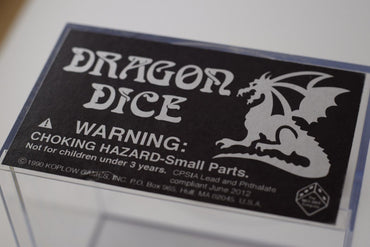 DRAGON
DICE
WARNING:
CHOKING HAZARD-Small Parts.
Not for children under 3 years.
CPSIA Lead and Phthalate
compliant June 2012
© 1990 KOPLOW GAMES, INC. P.O. Box 965, Hull, MA 02045, U.S.A.